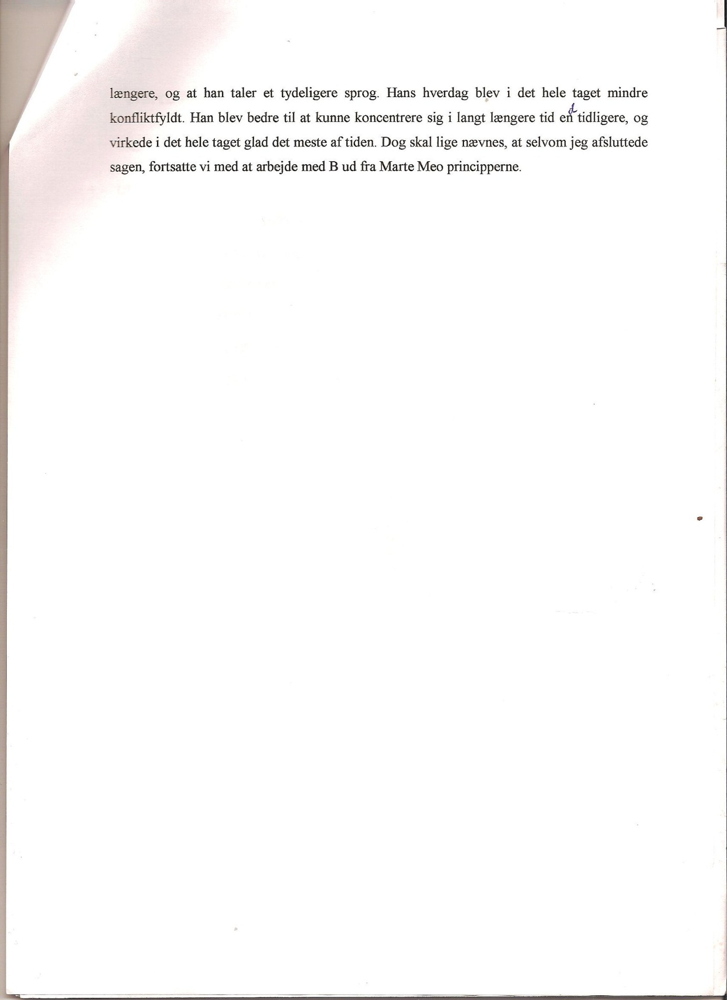 længere, og at han taler et tydeligere sprog. Hans hverdag blev i det hele taget mindre
konfliktfyldt. Han blev bedre til at kunne koncentrere sig i langt længere tid end tidligere, og
virkede i det hele taget glad det meste af tiden. Dog skal lige nævnes, at selvom jeg afsluttede
sagen, fortsatte vi med at arbejde med B ud fra Marte Meo principperne.